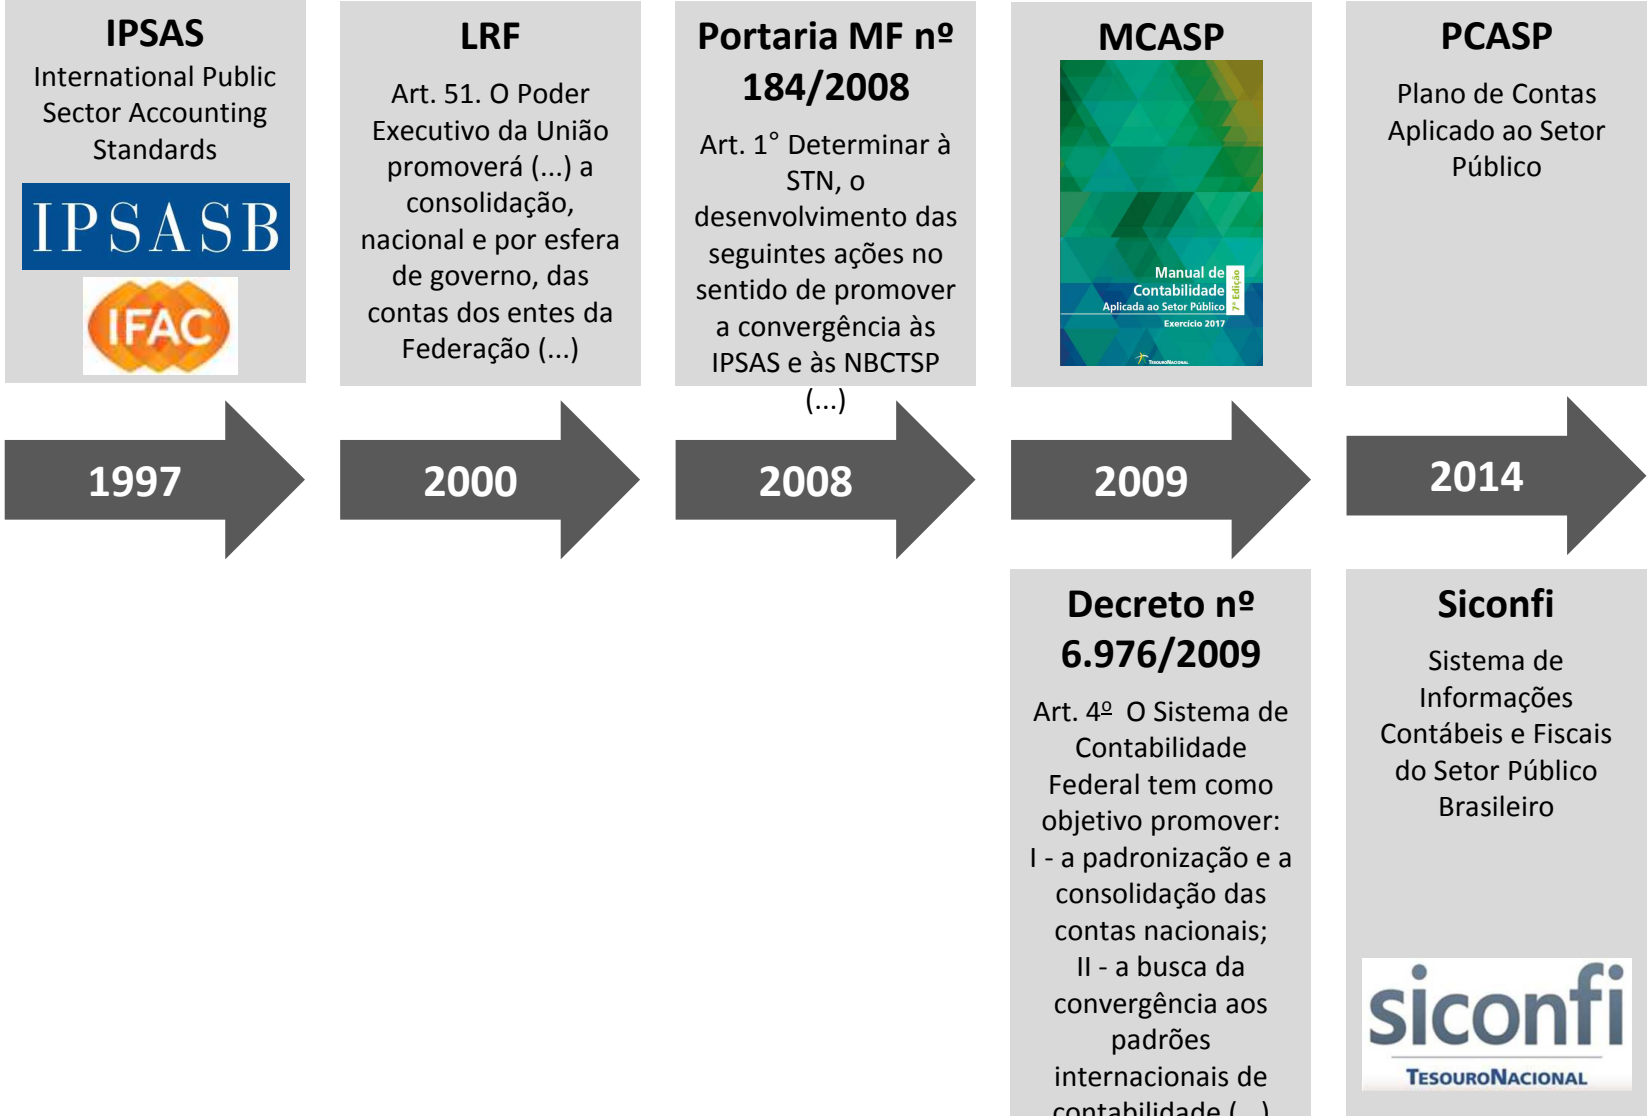 IPSAS
International Public
Sector Accounting
Standards
IPSASB
IFAC
1997
LRF
Art. 51. O Poder
Executivo da União
promoverá (...) a
consolidação,
nacional e por esfera
de governo, das
contas dos entes da
Federação (...)
2000
Portaria MF nº
184/2008
Art. 1° Determinar à
STN, o
desenvolvimento das
seguintes ações no
sentido de promover
a convergência às
IPSAS e às NBCTSP
(...)
2008
MCASP
Manual de
Contabilidade
Aplicada ao Setor Público
7ª Edição
Exercício 2017
TESOURONACIONAL
2009
Decreto nº
6.976/2009
Art. 4º O Sistema de
Contabilidade
Federal tem como
objetivo promover:
I - a padronização e a
consolidação das
contas nacionais;
II - a busca da
convergência aos
padrões
internacionais de
contabilidade (...)
PCASP
Plano de Contas
Aplicado ao Setor
Público
2014
Siconfi
Sistema de
Informações
Contábeis e Fiscais
do Setor Público
Brasileiro
siconfi
TESOURONACIONAL